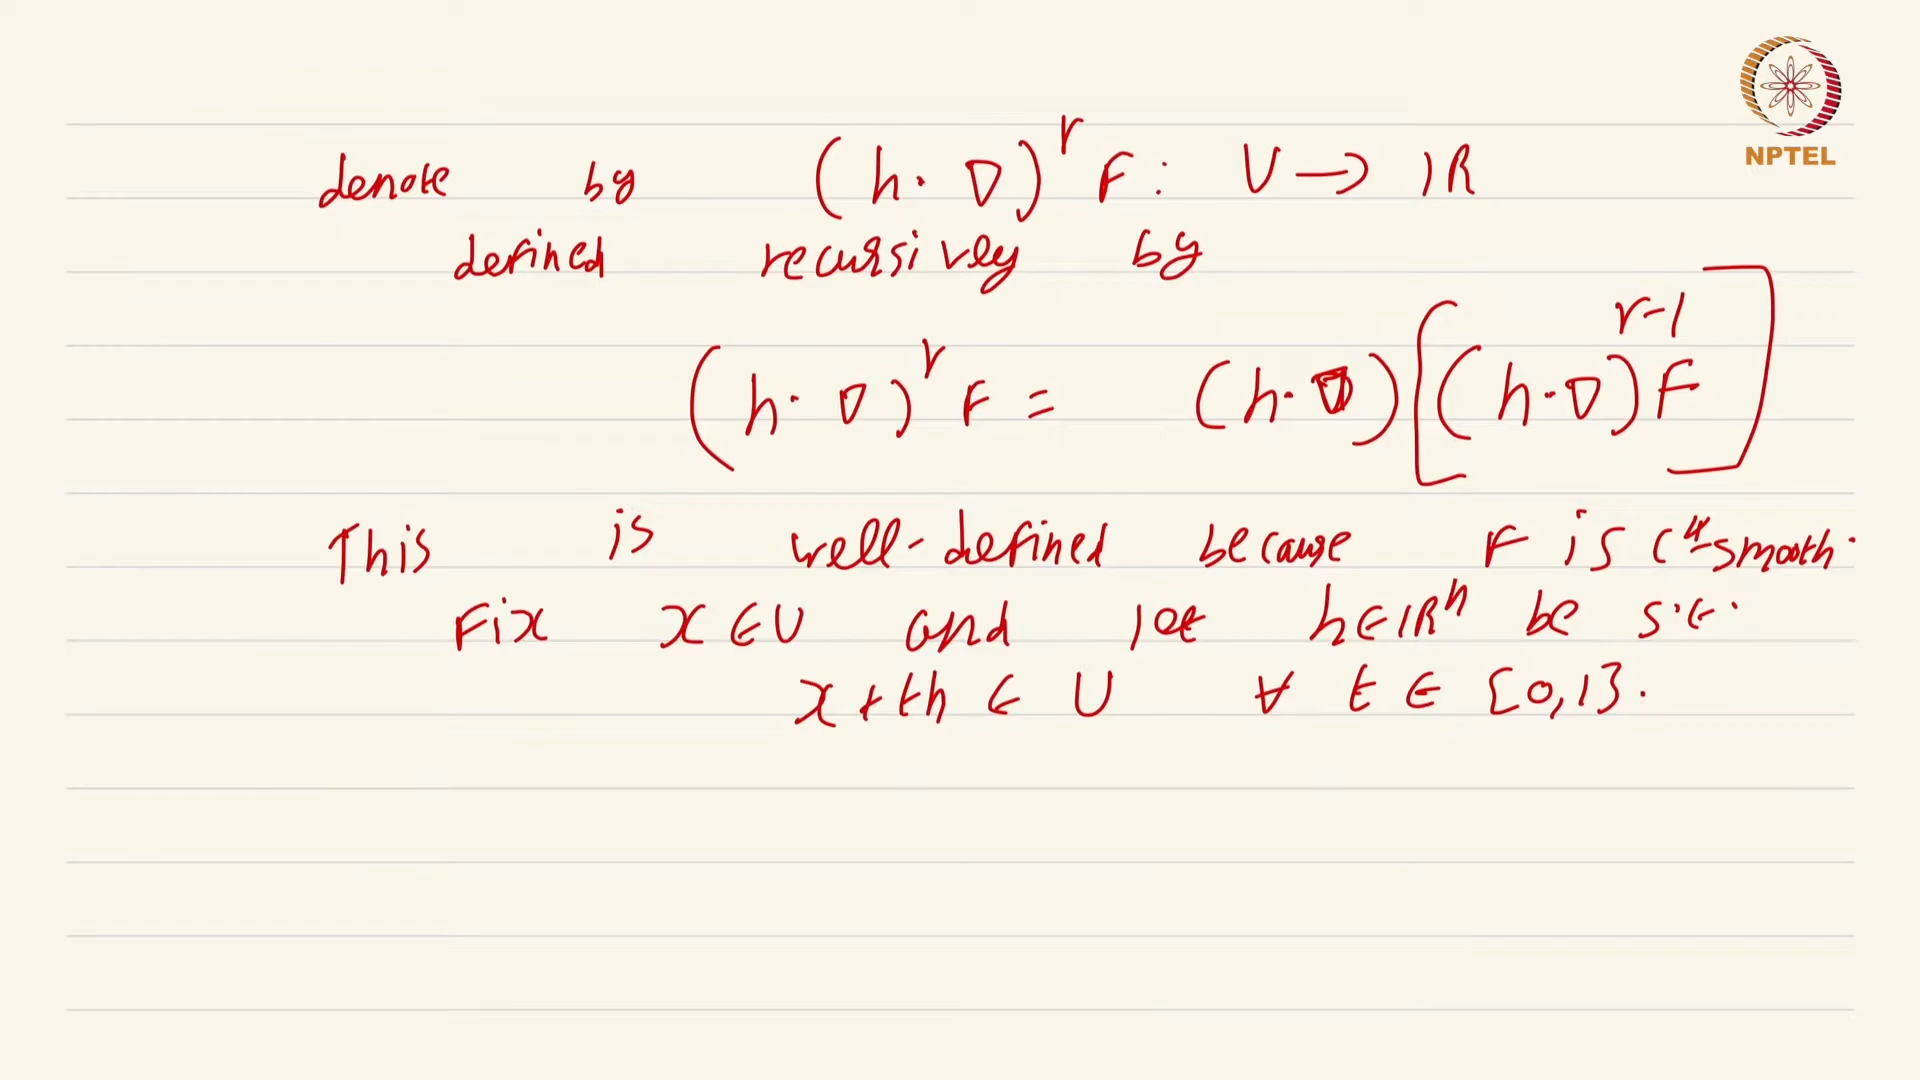 NPTEL
denote by (h·∇)^r F: U → ℝ
defined recursively by
(h·∇)^r F = (h·∇)[(h·∇)^{r-1} F]
This is well-defined because F is C^k-smooth.
Fix x ∈ U and let h ∈ ℝ^n be s.t.
x + th ∈ U ∀ t ∈ [0,1].